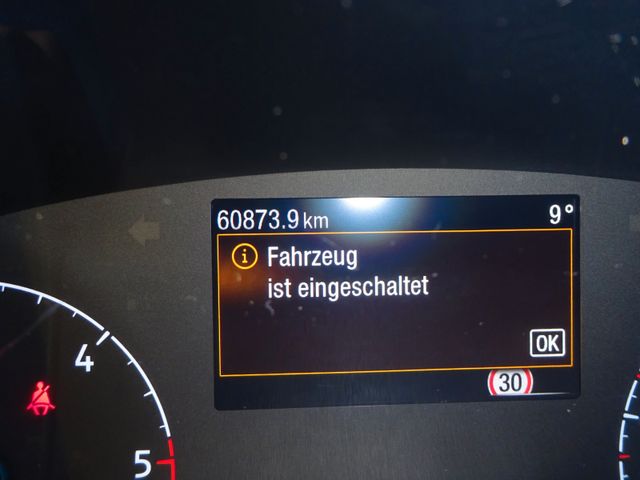 60873.9 km 9°
Fahrzeug
ist eingeschaltet
OK
30
4
5